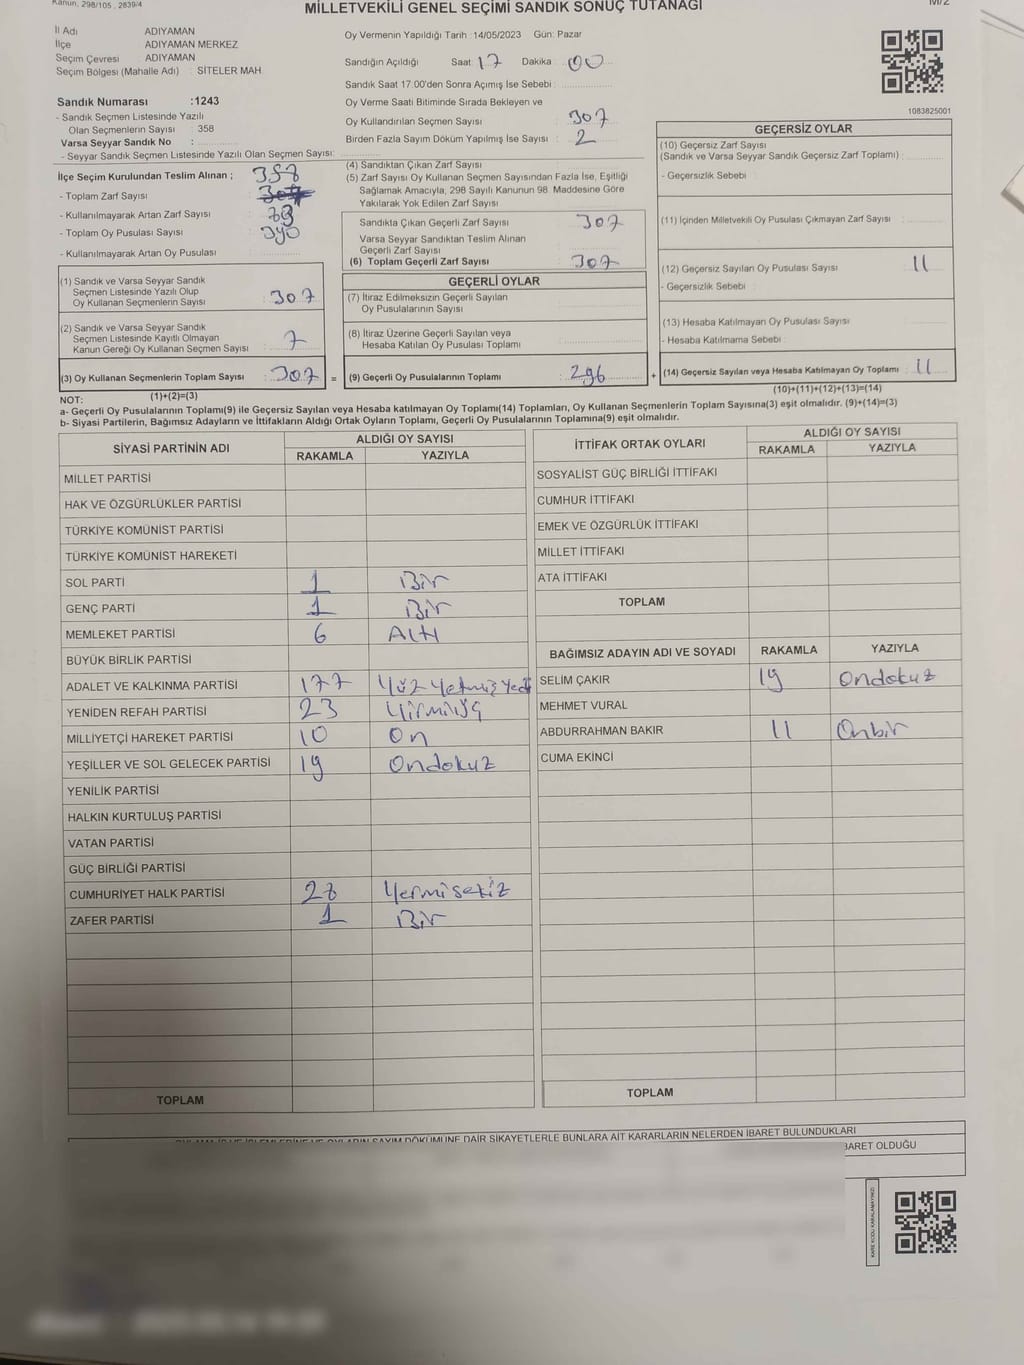 Kanun, 298/105, 2839/4
MİLLETVEKİLİ GENEL SEÇİMİ SANDIK SONUÇ TUTANAĞI
İl Adı ADIYAMAN
İlçe ADIYAMAN MERKEZ
Seçim Çevresi ADIYAMAN
Seçim Bölgesi (Mahalle Adı) : SİTELER MAH.
Sandık Numarası :1243
- Sandık Seçmen Listesinde Yazılı
Olan Seçmenlerin Sayısı : 358
Varsa Seyyar Sandık No :
- Seyyar Sandık Seçmen Listesinde Yazılı Olan Seçmen Sayısı:
İlçe Seçim Kurulundan Teslim Alınan ;
- Toplam Zarf Sayısı
- Kullanılmayarak Artan Zarf Sayısı
- Toplam Oy Pusulası Sayısı
- Kullanılmayarak Artan Oy Pusulası
Oy Vermenin Yapıldığı Tarih :14/05/2023 Gün: Pazar
Sandığın Açıldığı Saat: 17 Dakika : 00
Sandık Saat 17.00'den Sonra Açımış İse Sebebi :
Oy Verme Saati Bitiminde Sırada Bekleyen ve
Oy Kullandırılan Seçmen Sayısı : 307
Birden Fazla Sayım Döküm Yapılmış İse Sayısı : 2
(4) Sandıktan Çıkan Zarf Sayısı :
(5) Zarf Sayısı Oy Kullanan Seçmen Sayısından Fazla İse, Eşitliği
Sağlamak Amacıyla, 298 Sayılı Kanunun 98. Maddesine Göre
Yakılarak Yok Edilen Zarf Sayısı
Sandıkta Çıkan Geçerli Zarf Sayısı 307
Varsa Seyyar Sandıktan Teslim Alınan
Geçerli Zarf Sayısı
(6) Toplam Geçerli Zarf Sayısı 307
1083825001
GEÇERSİZ OYLAR
(10) Geçersiz Zarf Sayısı
(Sandık ve Varsa Seyyar Sandık Geçersiz Zarf Toplamı) :
- Geçersizlik Sebebi
(11) İçinden Milletvekili Oy Pusulası Çıkmayan Zarf Sayısı :
(12) Geçersiz Sayılan Oy Pusulası Sayısı : 11
- Geçersizlik Sebebi
(13) Hesaba Katılmayan Oy Pusulası Sayısı
- Hesaba Katılmama Sebebi
(14) Geçersiz Sayılan veya Hesaba Katılmayan Oy Toplamı : 11
(10)+(11)+(12)+(13)=(14)
(1) Sandık ve Varsa Seyyar Sandık
Seçmen Listesinde Yazılı Olup
Oy Kullanan Seçmenlerin Sayısı : 307
(2) Sandık ve Varsa Seyyar Sandık
Seçmen Listesinde Kayıtlı Olmayan
Kanun Gereği Oy Kullanan Seçmen Sayısı : 7
(3) Oy Kullanan Seçmenlerin Toplam Sayısı : 307 =
(1)+(2)=(3)
GEÇERLİ OYLAR
(7) İtiraz Edilmeksizin Geçerli Sayılan
Oy Pusulalarının Sayısı :
(8) İtiraz Üzerine Geçerli Sayılan veya
Hesaba Katılan Oy Pusulası Toplamı :
(9) Geçerli Oy Pusulalarının Toplamı : 296 +
NOT:
a- Geçerli Oy Pusulalarının Toplamı(9) ile Geçersiz Sayılan veya Hesaba katılmayan Oy Toplamı(14) Toplamları, Oy Kullanan Seçmenlerin Toplam Sayısına(3) eşit olmalıdır. (9)+(14)=(3)
b- Siyasi Partilerin, Bağımsız Adayların ve İttifakların Aldığı Ortak Oyların Toplamı, Geçerli Oy Pusulalarının Toplamına(9) eşit olmalıdır.
SİYASİ PARTİNİN ADI ALDIĞI OY SAYISI
RAKAMLA YAZIYLA
MİLLET PARTİSİ
HAK VE ÖZGÜRLÜKLER PARTİSİ
TÜRKİYE KOMÜNİST PARTİSİ
TÜRKİYE KOMÜNİST HAREKETİ
SOL PARTİ 1 Bir
GENÇ PARTİ 1 Bir
MEMLEKET PARTİSİ 6 Altı
BÜYÜK BİRLİK PARTİSİ
ADALET VE KALKINMA PARTİSİ 177 Yüz Yetmiş Yedi
YENİDEN REFAH PARTİSİ 23 Yirmiüç
MİLLİYETÇİ HAREKET PARTİSİ 10 On
YEŞİLLER VE SOL GELECEK PARTİSİ 19 Ondokuz
YENİLİK PARTİSİ
HALKIN KURTULUŞ PARTİSİ
VATAN PARTİSİ
GÜÇ BİRLİĞİ PARTİSİ
CUMHURİYET HALK PARTİSİ 28 Yermisekiz
ZAFER PARTİSİ 1 Bir
TOPLAM
İTTİFAK ORTAK OYLARI ALDIĞI OY SAYISI
RAKAMLA YAZIYLA
SOSYALİST GÜÇ BİRLİĞİ İTTİFAKI
CUMHUR İTTİFAKI
EMEK VE ÖZGÜRLÜK İTTİFAKI
MİLLET İTTİFAKI
ATA İTTİFAKI
TOPLAM
BAĞIMSIZ ADAYIN ADI VE SOYADI RAKAMLA YAZIYLA
SELİM ÇAKIR 19 Ondokuz
MEHMET VURAL
ABDURRAHMAN BAKIR 11 Onbir
CUMA EKİNCİ
TOPLAM
SAYIM DÖKÜMÜNE DAİR ŞİKAYETLERLE BUNLARA AİT KARARLARIN NELERDEN İBARET BULUNDUKLARI
BARET OLDUĞU
KARE KODU KARALAMAYINIZ!